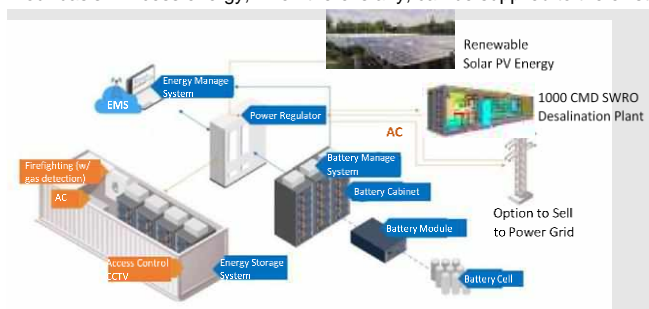 Renewable
Solar PV Energy
Energy Manage
System
EMS
1000 CMD SWRO
Desalination Plant
Power Regulator
AC
Battery Manage
System
Firefighting (w/
gas detection)
AC
Battery Cabinet
Option to Sell
to Power Grid
Battery Module
Access Control
CCTV
Energy Storage
System
Battery Cell